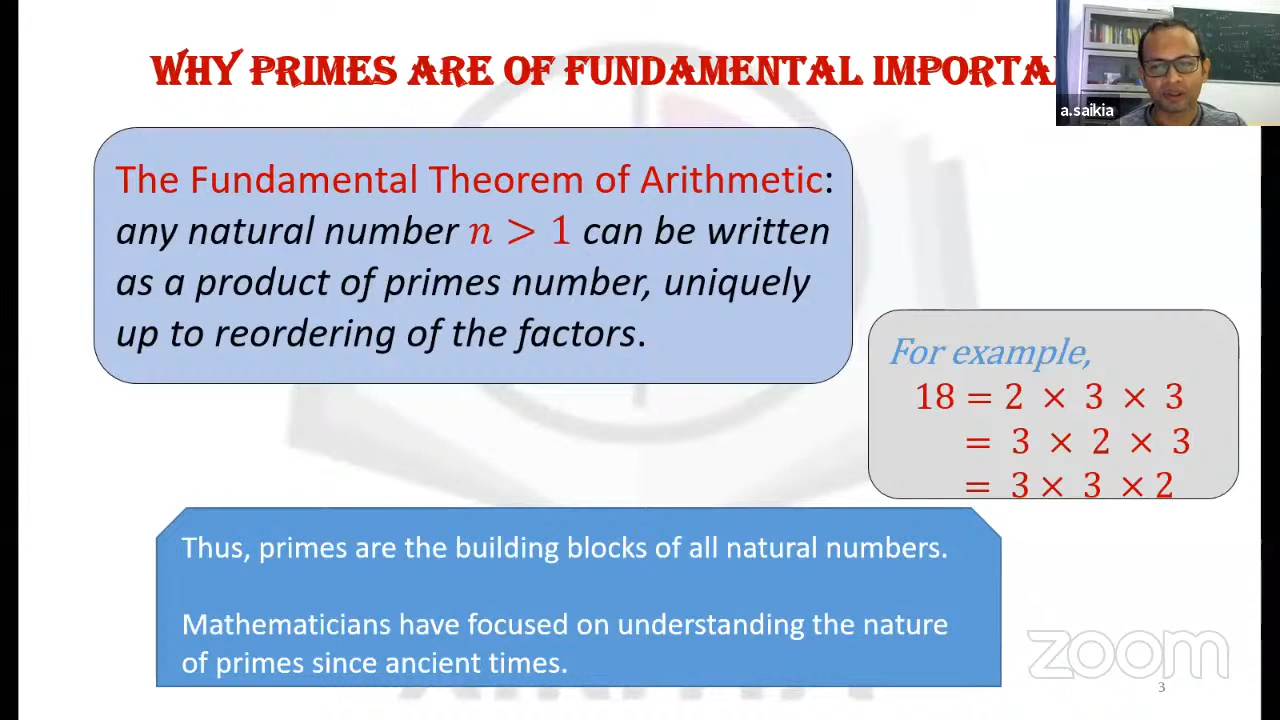 WHY PRIMES ARE OF FUNDAMENTAL IMPORTA
a.saikia
The Fundamental Theorem of Arithmetic:
any natural number n > 1 can be written
as a product of primes number, uniquely
up to reordering of the factors.
For example,
18 = 2 × 3 × 3
= 3 × 2 × 3
= 3 × 3 × 2
Thus, primes are the building blocks of all natural numbers.
Mathematicians have focused on understanding the nature
of primes since ancient times.
zoom
3